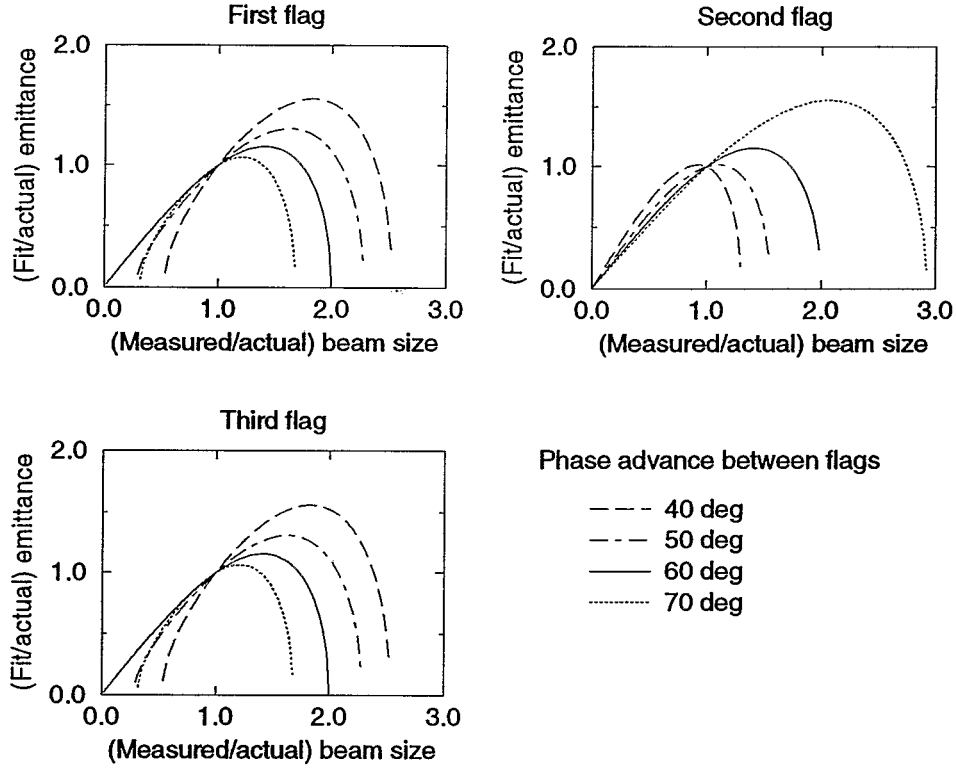 First flag
2.0
1.0
0.0
0.0 1.0 2.0 3.0
(Fit/actual) emittance
(Measured/actual) beam size
Second flag
2.0
1.0
0.0
0.0 1.0 2.0 3.0
(Fit/actual) emittance
(Measured/actual) beam size
Third flag
2.0
1.0
0.0
0.0 1.0 2.0 3.0
(Fit/actual) emittance
(Measured/actual) beam size
Phase advance between flags
40 deg
50 deg
60 deg
70 deg